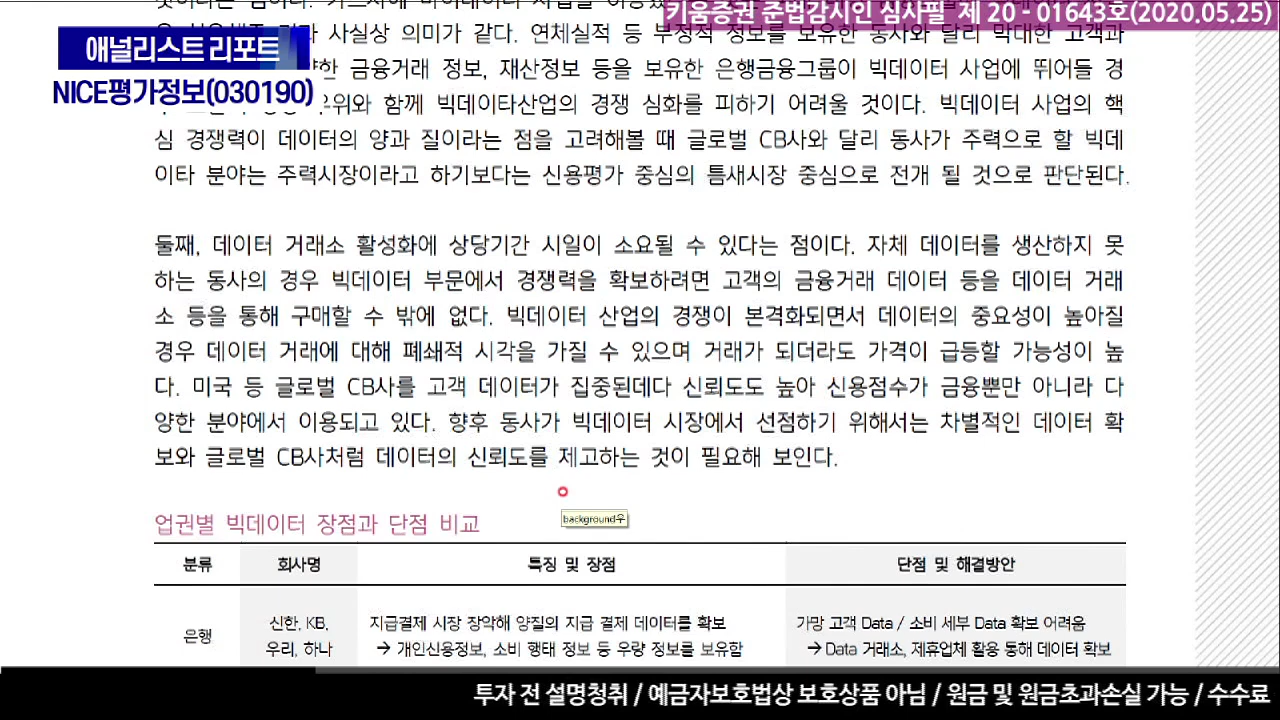 키움증권 준법감시인 심사필 제 20 - 01643호(2020.05.25)
애널리스트 리포트
NICE평가정보(030190)
사실상 의미가 같다. 연체실적 등 부정적 정보를 보유한 동사와 달리 막대한 고객과
금융거래 정보, 재산정보 등을 보유한 은행금융그룹이 빅데이터 사업에 뛰어들 경
우위와 함께 빅데이타산업의 경쟁 심화를 피하기 어려울 것이다. 빅데이터 사업의 핵
심 경쟁력이 데이터의 양과 질이라는 점을 고려해볼 때 글로벌 CB사와 달리 동사가 주력으로 할 빅데
이타 분야는 주력시장이라고 하기보다는 신용평가 중심의 틈새시장 중심으로 전개 될 것으로 판단된다.
둘째, 데이터 거래소 활성화에 상당기간 시일이 소요될 수 있다는 점이다. 자체 데이터를 생산하지 못
하는 동사의 경우 빅데이터 부문에서 경쟁력을 확보하려면 고객의 금융거래 데이터 등을 데이터 거래
소 등을 통해 구매할 수 밖에 없다. 빅데이터 산업의 경쟁이 본격화되면서 데이터의 중요성이 높아질
경우 데이터 거래에 대해 폐쇄적 시각을 가질 수 있으며 거래가 되더라도 가격이 급등할 가능성이 높
다. 미국 등 글로벌 CB사를 고객 데이터가 집중된데다 신뢰도도 높아 신용점수가 금융뿐만 아니라 다
양한 분야에서 이용되고 있다. 향후 동사가 빅데이터 시장에서 선점하기 위해서는 차별적인 데이터 확
보와 글로벌 CB사처럼 데이터의 신뢰도를 제고하는 것이 필요해 보인다.
background우
업권별 빅데이터 장점과 단점 비교
분류 회사명 특징 및 장점 단점 및 해결방안
은행
신한, KB,
우리, 하나
지급결제 시장 장악해 양질의 지급 결제 데이터를 확보
→ 개인신용정보, 소비 행태 정보 등 우량 정보를 보유함
가망 고객 Data / 소비 세부 Data 확보 어려움
→ Data 거래소, 제휴업체 활용 통해 데이터 확보
투자 전 설명청취 / 예금자보호법상 보호상품 아님 / 원금 및 원금초과손실 가능 / 수수료